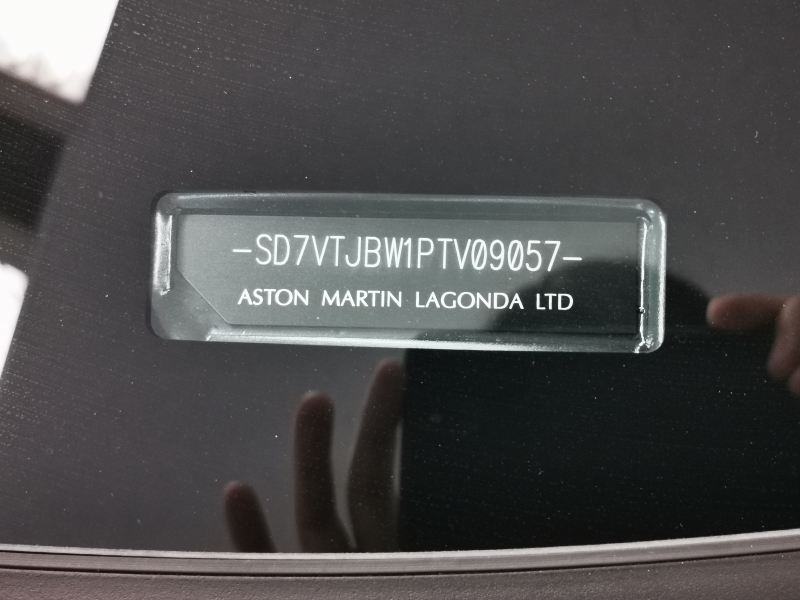 -SD7VTJBW1PTV09057-
ASTON MARTIN LAGONDA LTD